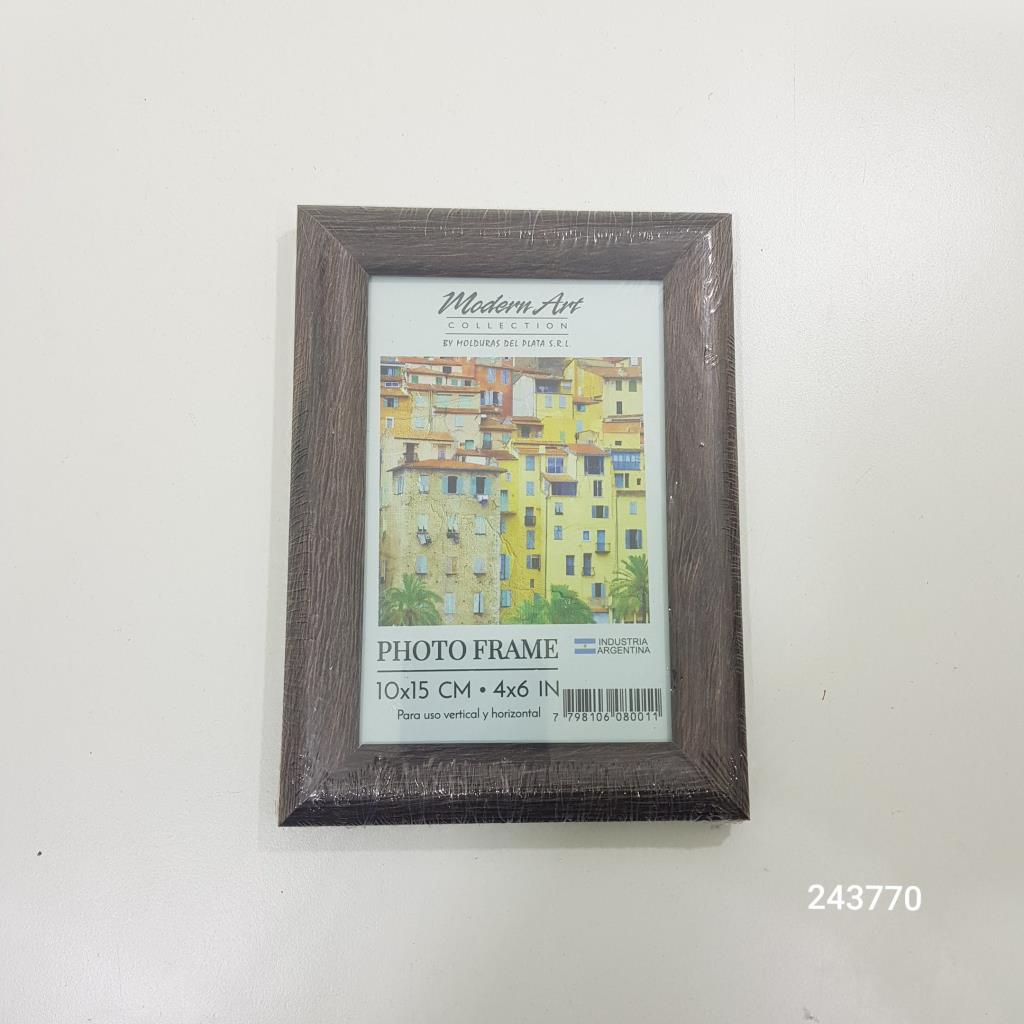 Modern Art
COLLECTION
BY MOLDURAS DEL PLATA S.R.L.
PHOTO FRAME
INDUSTRIA
ARGENTINA
10x15 CM • 4x6 IN
Para uso vertical y horizontal
7 798106 080011
243770